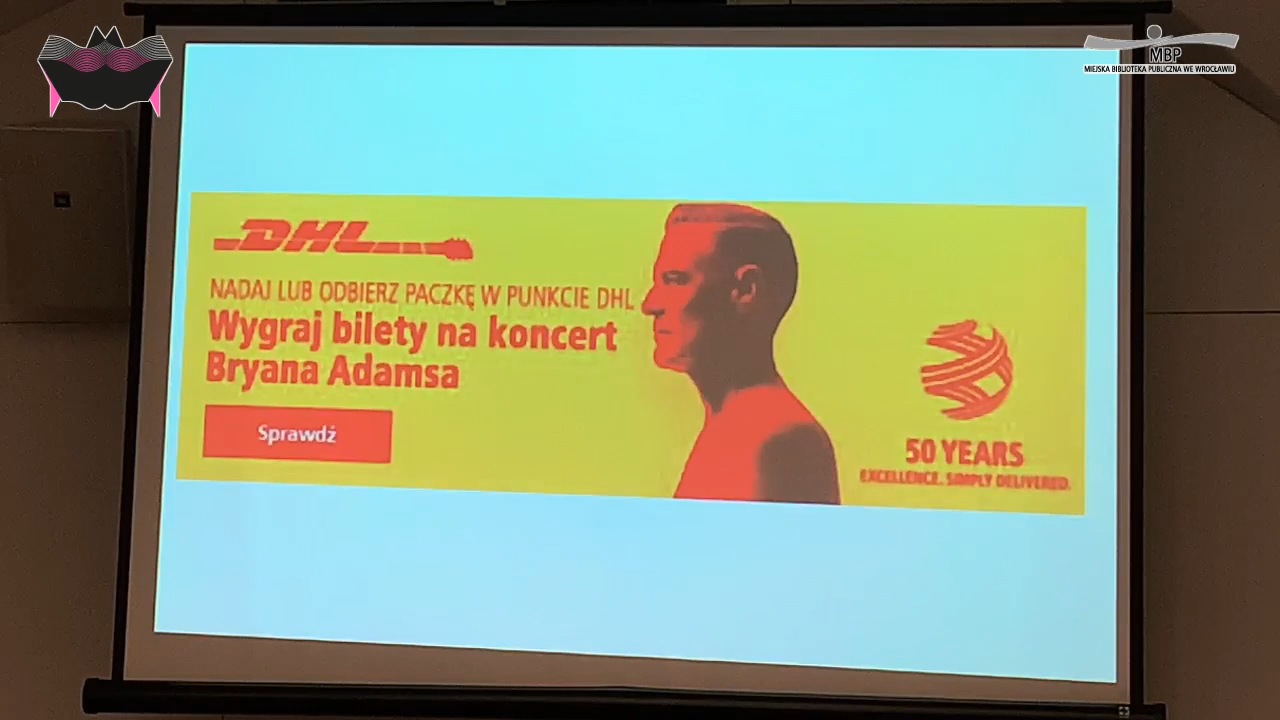 MBP
MIEJSKA BIBLIOTEKA PUBLICZNA WE WROCŁAWIU
DHL
NADAJ LUB ODBIERZ PACZKĘ W PUNKCIE DHL
Wygraj bilety na koncert
Bryana Adamsa
Sprawdź
50 YEARS
EXCELLENCE. SIMPLY DELIVERED.